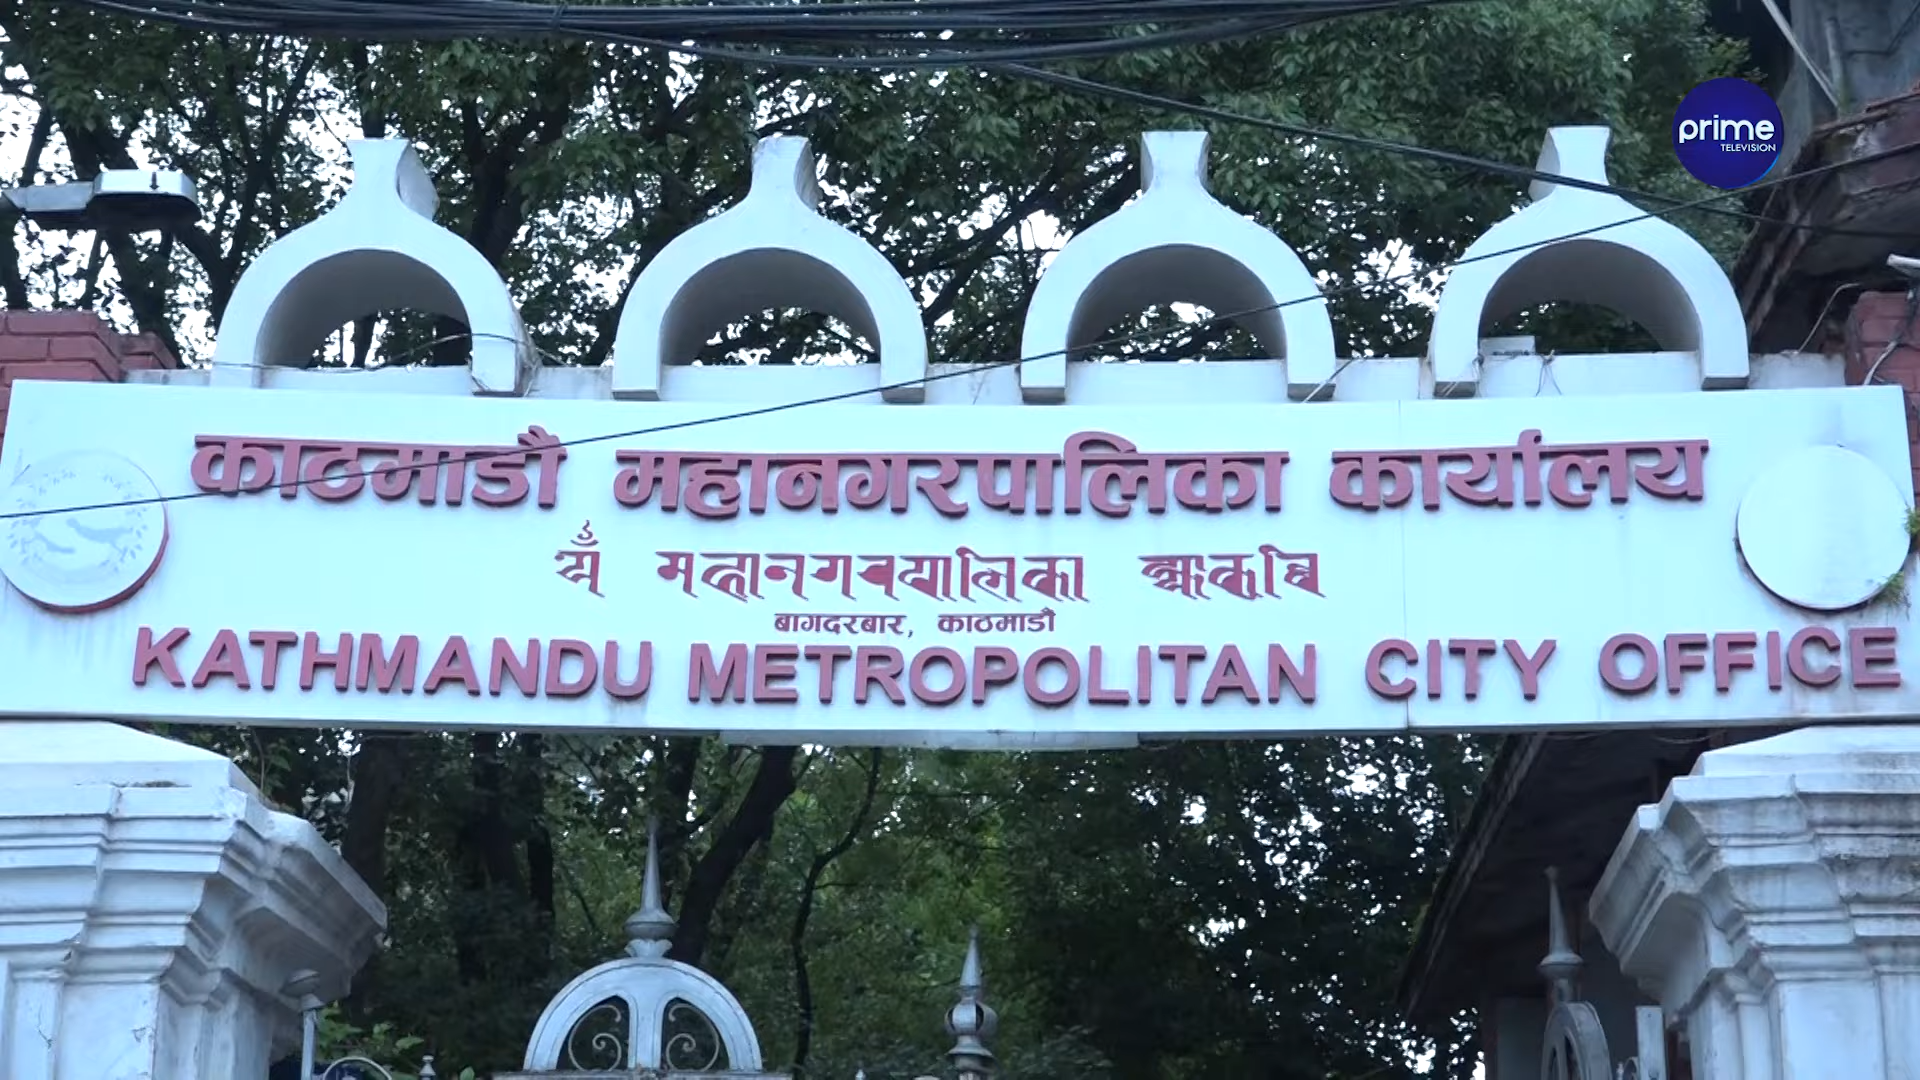 prime
TELEVISION
काठमाडौं महानगरपालिका कार्यालय
बागदरबार, काठमाडौं
KATHMANDU METROPOLITAN CITY OFFICE